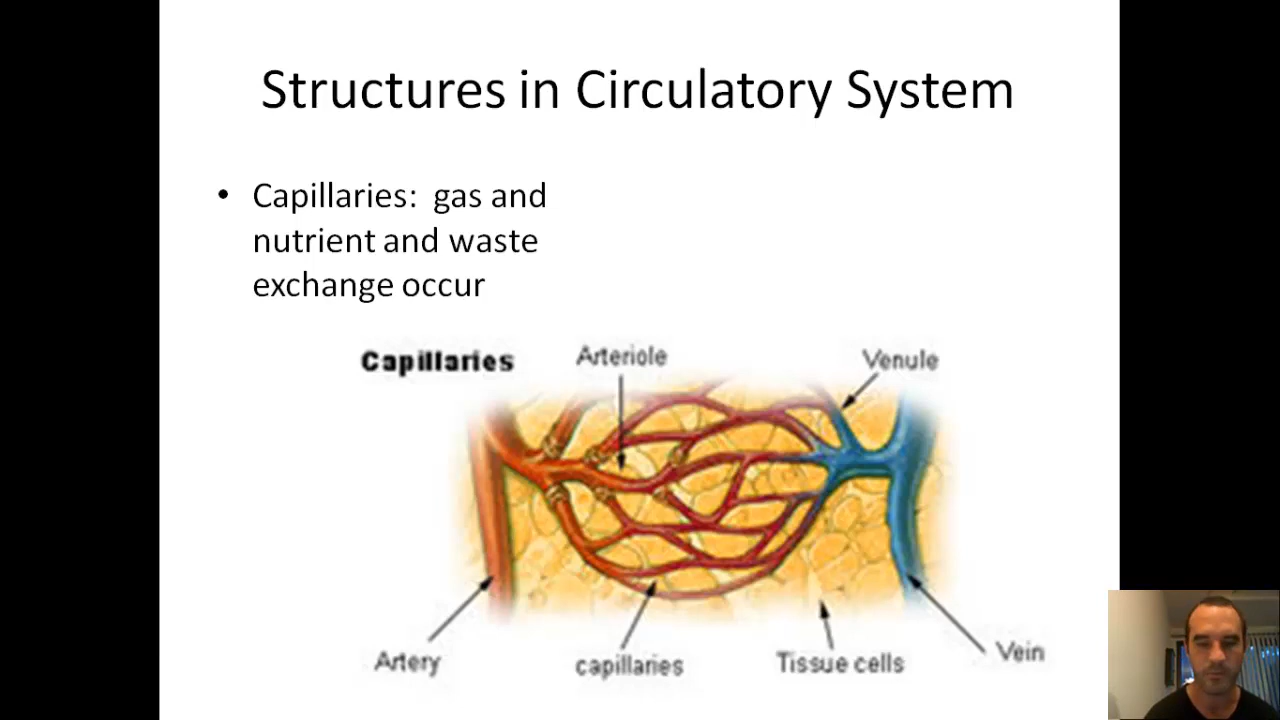 Structures in Circulatory System
• Capillaries:  gas and
nutrient and waste
exchange occur
Capillaries
Arteriole
Venule
Artery
capillaries
Tissue cells
Vein